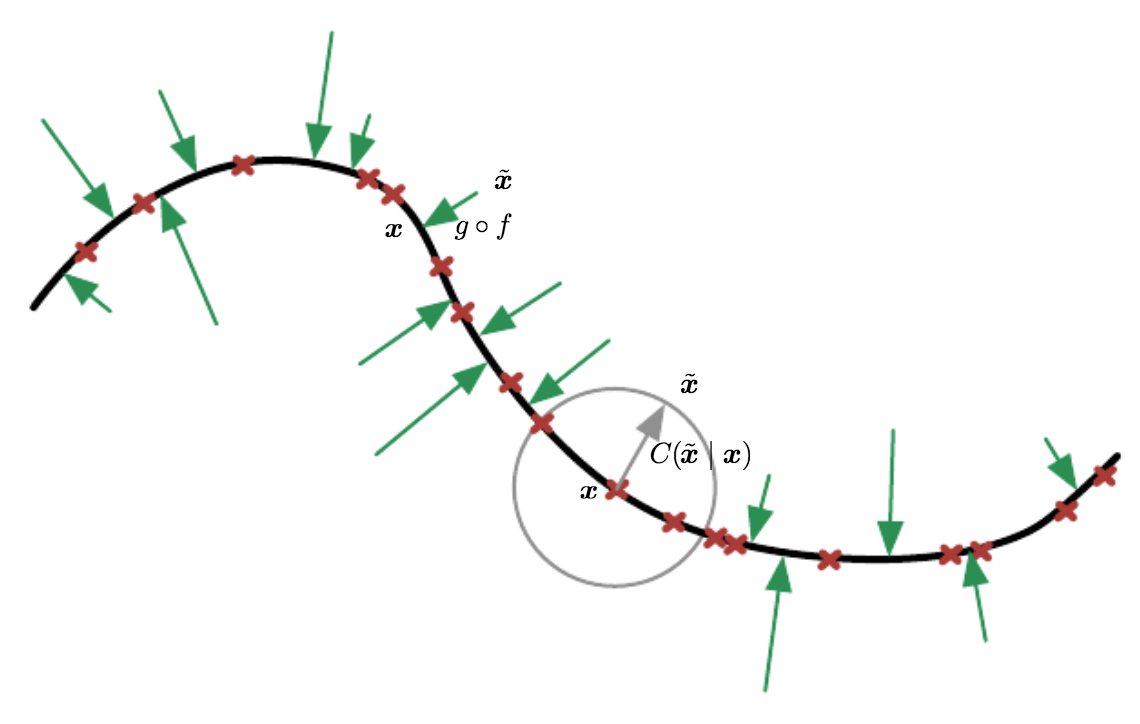 x̃
x
g ∘ f
x̃
C(x̃ | x)
x